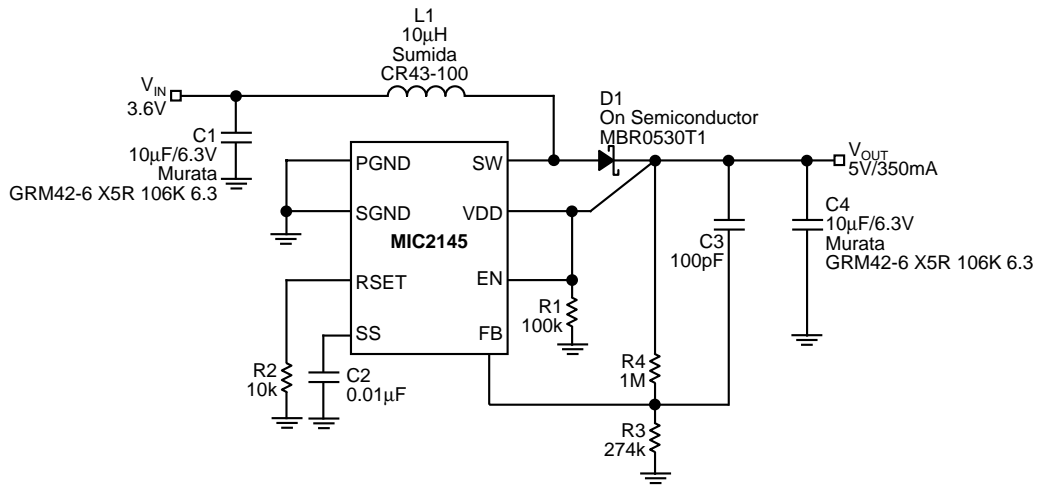 L1
10µH
Sumida
CR43-100
VIN
3.6V
C1
10µF/6.3V
Murata
GRM42-6 X5R 106K 6.3
D1
On Semiconductor
MBR0530T1
VOUT
5V/350mA
PGND
SW
SGND
VDD
MIC2145
RSET
EN
SS
FB
R1
100k
C3
100pF
C4
10µF/6.3V
Murata
GRM42-6 X5R 106K 6.3
R2
10k
C2
0.01µF
R4
1M
R3
274k